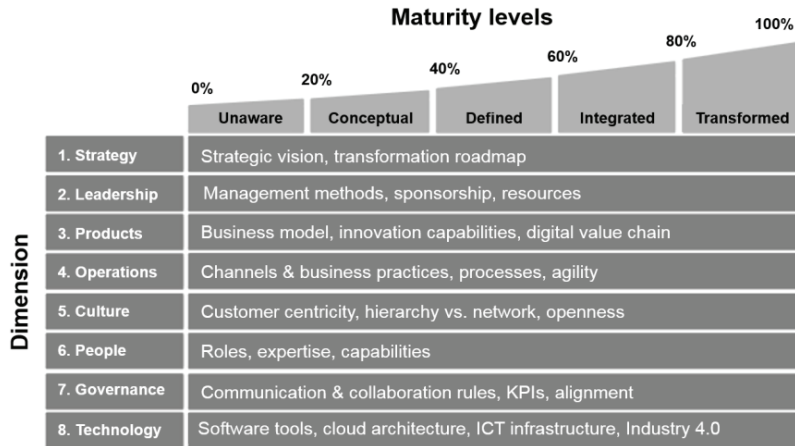 Maturity levels
0%
20%
40%
60%
80%
100%
Unaware
Conceptual
Defined
Integrated
Transformed
Dimension
1. Strategy
Strategic vision, transformation roadmap
2. Leadership
Management methods, sponsorship, resources
3. Products
Business model, innovation capabilities, digital value chain
4. Operations
Channels & business practices, processes, agility
5. Culture
Customer centricity, hierarchy vs. network, openness
6. People
Roles, expertise, capabilities
7. Governance
Communication & collaboration rules, KPIs, alignment
8. Technology
Software tools, cloud architecture, ICT infrastructure, Industry 4.0